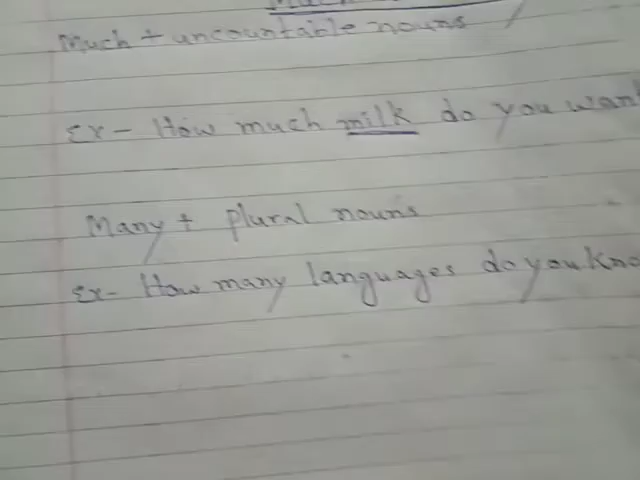 Much + uncountable nouns
Ex - How much milk do you want
Many + plural nouns
Ex - How many languages do you kno